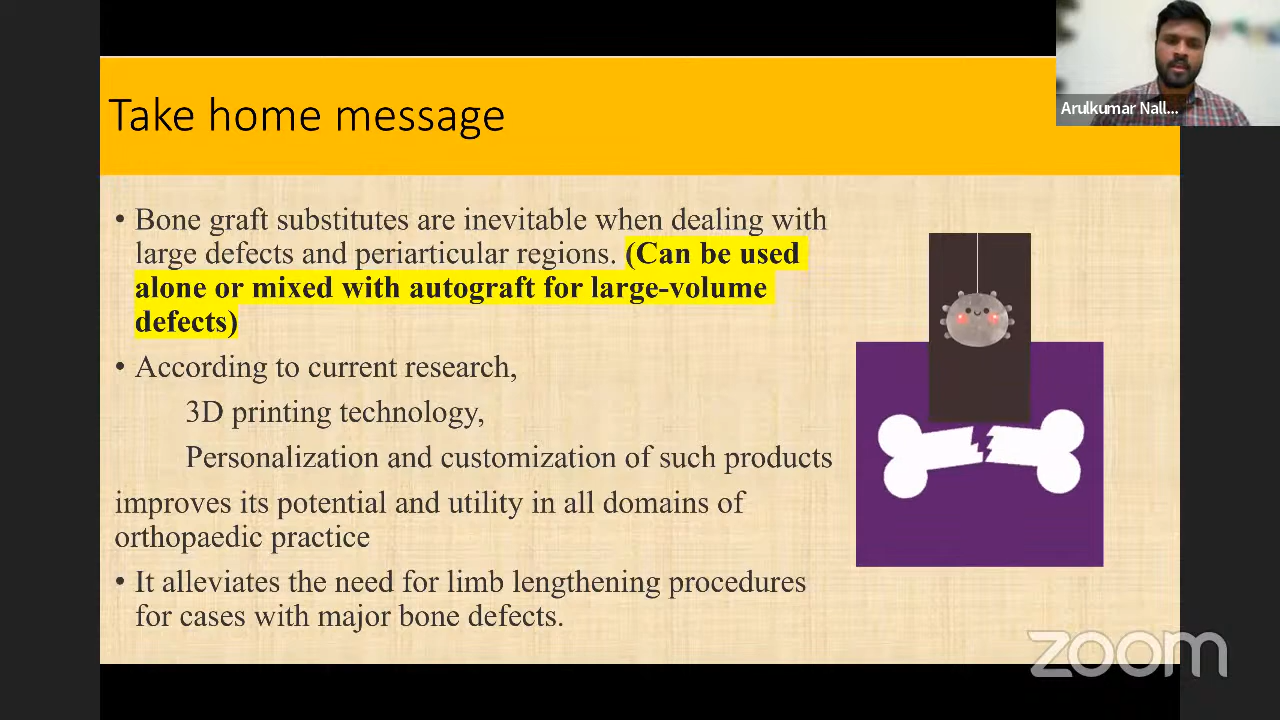 Take home message
Arulkumar Nall...
• Bone graft substitutes are inevitable when dealing with
large defects and periarticular regions. (Can be used
alone or mixed with autograft for large-volume
defects)
• According to current research,
3D printing technology,
Personalization and customization of such products
improves its potential and utility in all domains of
orthopaedic practice
• It alleviates the need for limb lengthening procedures
for cases with major bone defects.
zoom